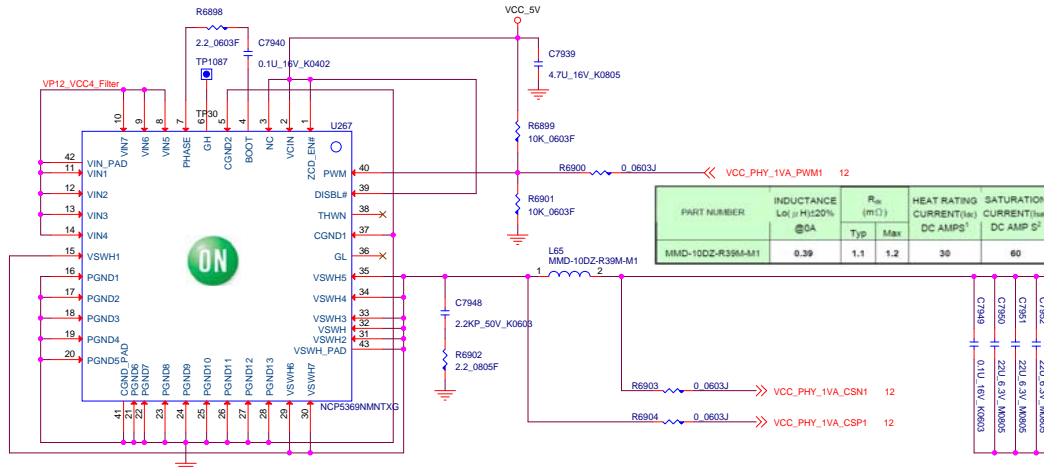 VCC_5V
R6898
2.2_0603F
C7940
0.1U_16V_K0402
TP1087
C7939
4.7U_16V_K0805
VP12_VCC4_Filter
TP30
U267
10 9 8 7 6 5 4 3 2 1
VIN7 VIN6 VIN5 PHASE GH CGND2 BOOT NC VCIN ZCD_EN#
42 VIN_PAD
11 VIN1
12 VIN2
13 VIN3
14 VIN4
15 VSWH1
16 PGND1
17 PGND2
18 PGND3
19 PGND4
20 PGND5
ON
PWM 40
DISBL# 39
THWN 38
CGND1 37
GL 36
VSWH5 35
VSWH4 34
VSWH3 33
VSWH 32
VSWH2 31
VSWH_PAD 43
CGND_PAD PGND6 PGND7 PGND8 PGND9 PGND10 PGND11 PGND12 PGND13 VSWH6 VSWH7
41 21 22 23 24 25 26 27 28 29 30
NCP5369NMNTXG
R6899
10K_0603F
R6900 0_0603J
VCC_PHY_1VA_PWM1 12
R6901
10K_0603F
PART NUMBER
INDUCTANCE
Lo(μH)±20%
@0A
Rdc
(mΩ)
Typ Max
HEAT RATING
CURRENT(Idc)
DC AMPS1
SATURATION
DC AMP S2
MMD-10DZ-R39M-M1 0.39 1.1 1.2 30 60
L65
MMD-10DZ-R39M-M1
1 2
C7948
2.2KP_50V_K0603
R6902
2.2_0805F
R6903 0_0603J
VCC_PHY_1VA_CSN1 12
R6904 0_0603J
VCC_PHY_1VA_CSP1 12
C7949
0.1U_16V_K0603
C7950
22U_6.3V_M0805
C7951
22U_6.3V_M0805